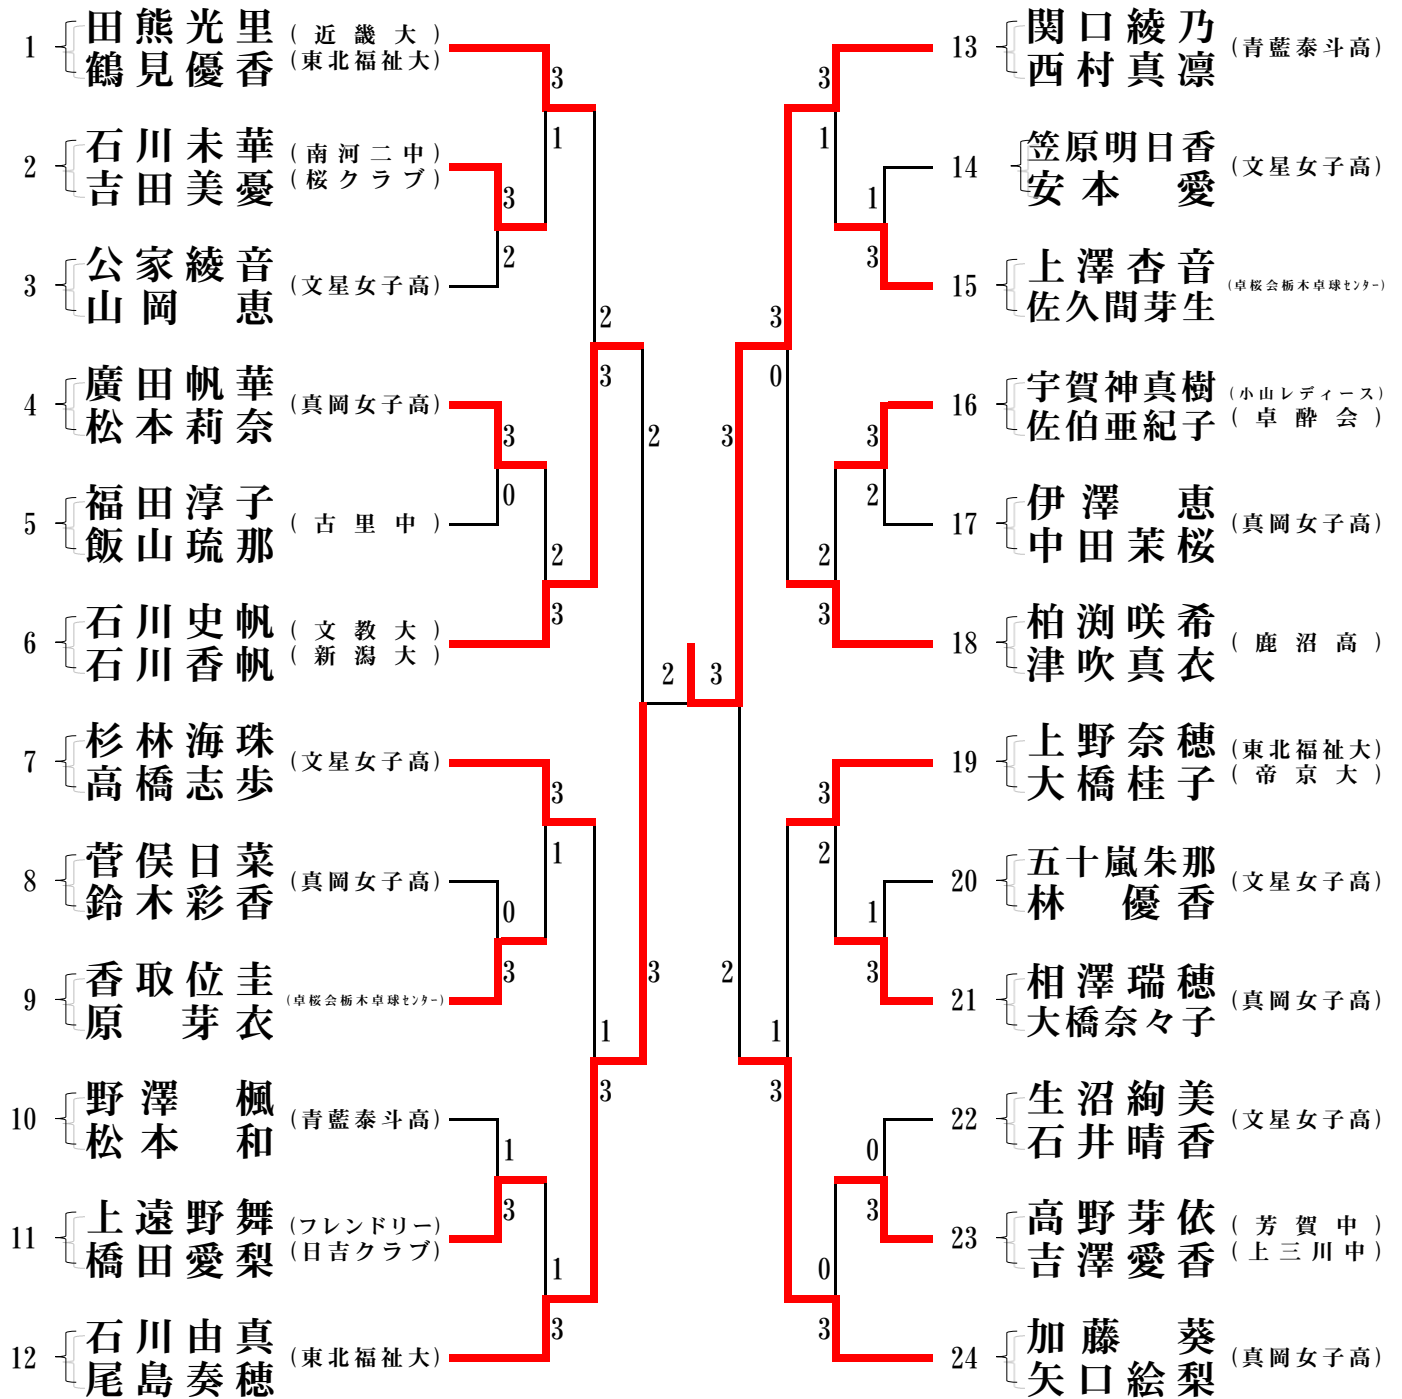 1 田熊光里 (近畿大)
鶴見優香 (東北福祉大)
2 石川未華 (南河二中)
吉田美憂 (桜クラブ)
3 公家綾音 (文星女子高)
山岡恵
4 廣田帆華 (真岡女子高)
松本莉奈
5 福田淳子 (古里中)
飯山琉那
6 石川史帆 (文教大)
石川香帆 (新潟大)
7 杉林海珠 (文星女子高)
高橋志歩
8 菅俣日菜 (真岡女子高)
鈴木彩香
9 香取位圭 (卓桜会栃木卓球センター)
原芽衣
10 野澤楓 (青藍泰斗高)
松本和
11 上遠野舞 (フレンドリー)
橋田愛梨 (日吉クラブ)
12 石川由真 (東北福祉大)
尾島奏穂
3
1
3
2
2
3
3
0
2
3
2
3
1
0
3
3
1
3
1
3
1
3
2
3
3
1
1
3
3
0
3
3
2
2
3
3
2
2
1
3
1
3
0
3
0
3
13 関口綾乃 (青藍泰斗高)
西村真凛
14 笠原明日香 (文星女子高)
安本愛
15 上澤杏音 (卓桜会栃木卓球センター)
佐久間芽生
16 宇賀神真樹 (小山レディース)
佐伯亜紀子 (卓酔会)
17 伊澤恵 (真岡女子高)
中田茉桜
18 柏渕咲希 (鹿沼高)
津吹真衣
19 上野奈穂 (東北福祉大)
大橋桂子 (帝京大)
20 五十嵐朱那 (文星女子高)
林優香
21 相澤瑞穂 (真岡女子高)
大橋奈々子
22 生沼絢美 (文星女子高)
石井晴香
23 高野芽依 (芳賀中)
吉澤愛香 (上三川中)
24 加藤葵 (真岡女子高)
矢口絵梨